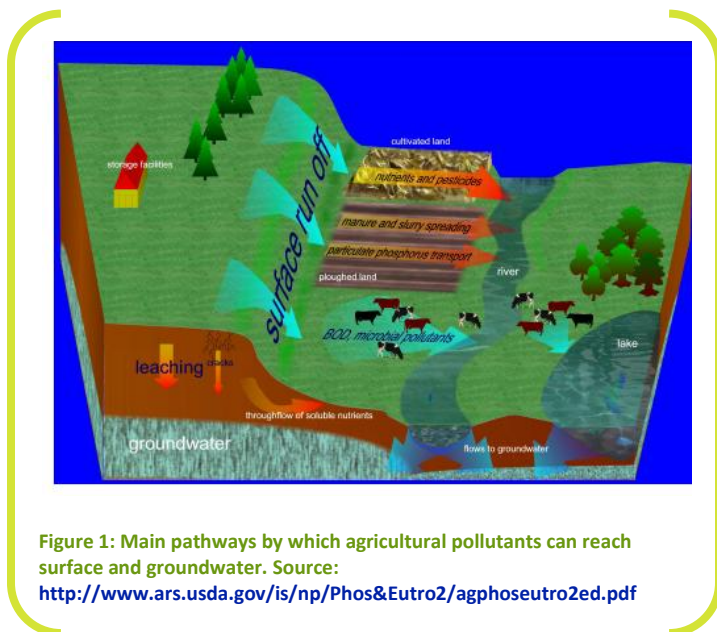 cultivated land
storage facilities
nutrients and pesticides
surface run off
manure and slurry spreading
particulate phosphorus transport
river
ploughed land
BOD, microbial pollutants
lake
leaching
cracks
throughflow of soluble nutrients
groundwater
flows to groundwater
Figure 1: Main pathways by which agricultural pollutants can reach
surface and groundwater. Source:
http://www.ars.usda.gov/is/np/Phos&Eutro2/agphoseutro2ed.pdf